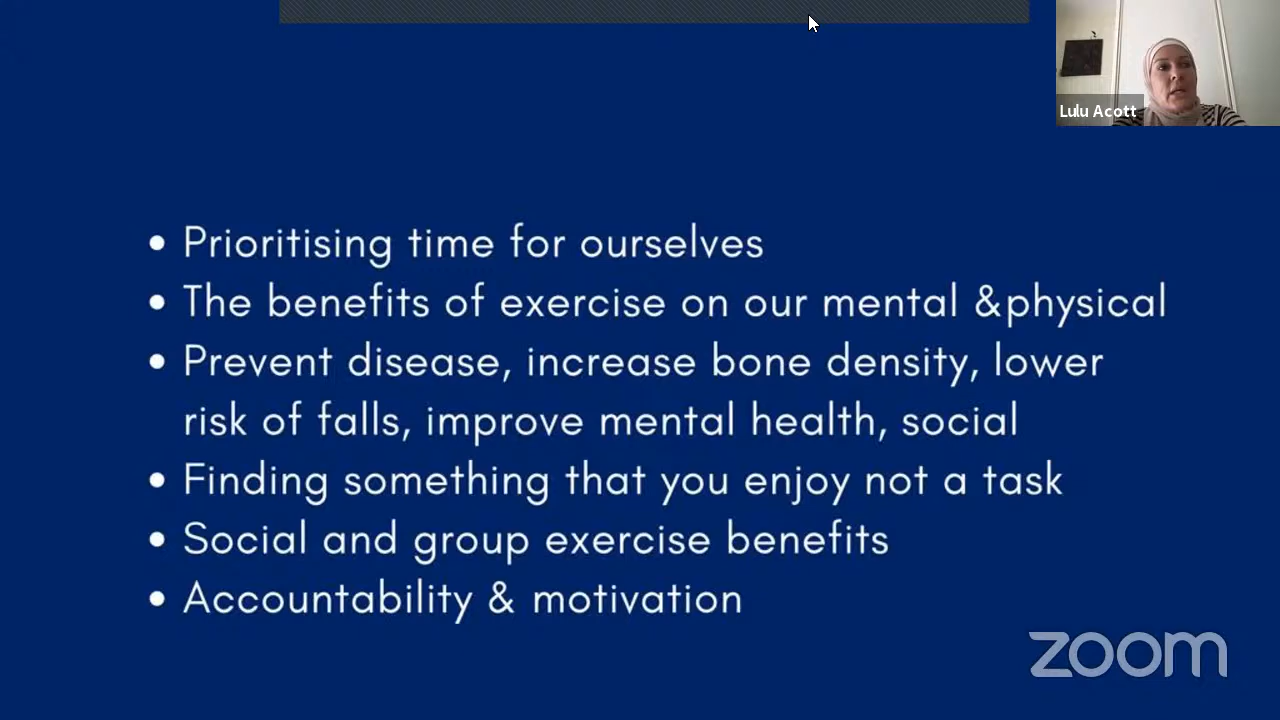 Lulu Acott
• Prioritising time for ourselves
• The benefits of exercise on our mental &physical
• Prevent disease, increase bone density, lower
risk of falls, improve mental health, social
• Finding something that you enjoy not a task
• Social and group exercise benefits
• Accountability & motivation
zoom